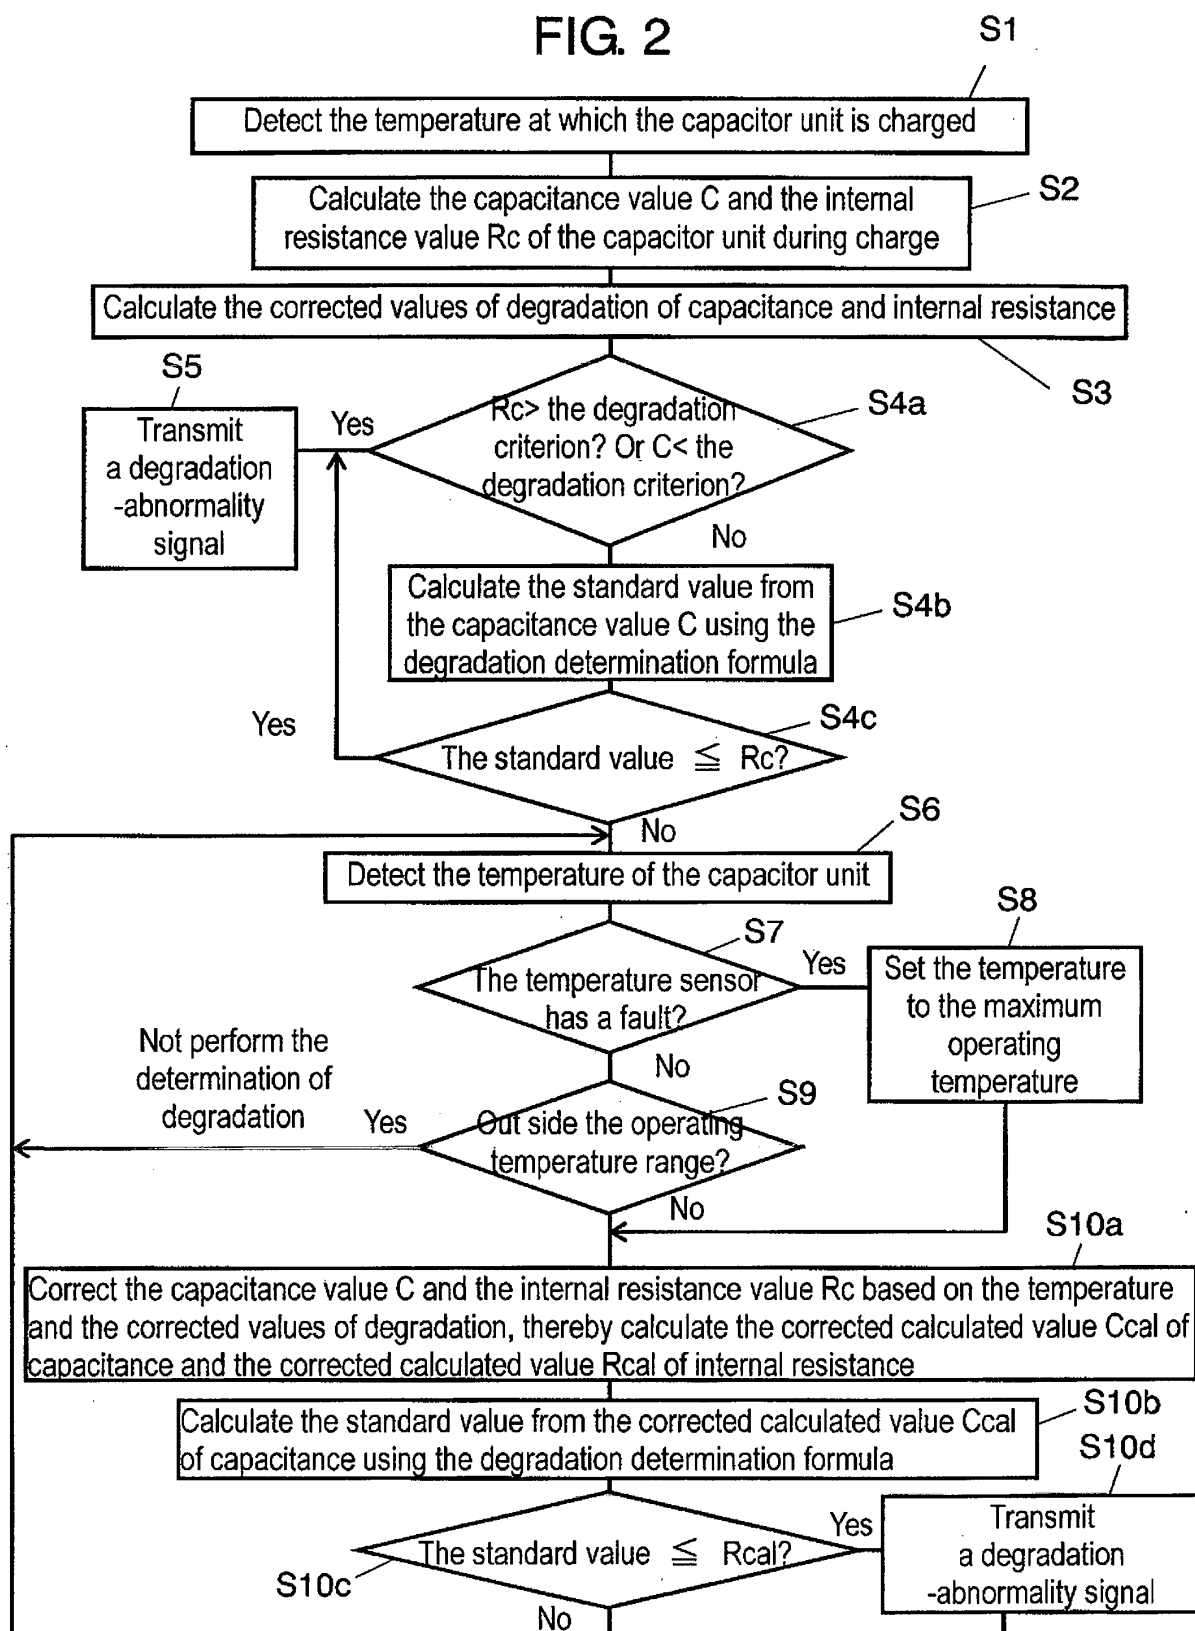 FIG. 2
S1
Detect the temperature at which the capacitor unit is charged
S2
Calculate the capacitance value C and the internal
resistance value Rc of the capacitor unit during charge
Calculate the corrected values of degradation of capacitance and internal resistance
S3
S5
Transmit
a degradation
-abnormality
signal
Yes
S4a
Rc> the degradation
criterion? Or C< the
degradation criterion?
No
Calculate the standard value from
the capacitance value C using the
degradation determination formula
S4b
Yes
S4c
The standard value ≦ Rc?
No
S6
Detect the temperature of the capacitor unit
S7
The temperature sensor
has a fault?
Yes
S8
Set the temperature
to the maximum
operating
temperature
No
Not perform the
determination of
degradation
Yes
S9
Out side the operating
temperature range?
No
S10a
Correct the capacitance value C and the internal resistance value Rc based on the temperature
and the corrected values of degradation, thereby calculate the corrected calculated value Ccal of
capacitance and the corrected calculated value Rcal of internal resistance
S10b
Calculate the standard value from the corrected calculated value Ccal
of capacitance using the degradation determination formula
S10d
The standard value ≦ Rcal?
S10c
Yes
Transmit
a degradation
-abnormality signal
No